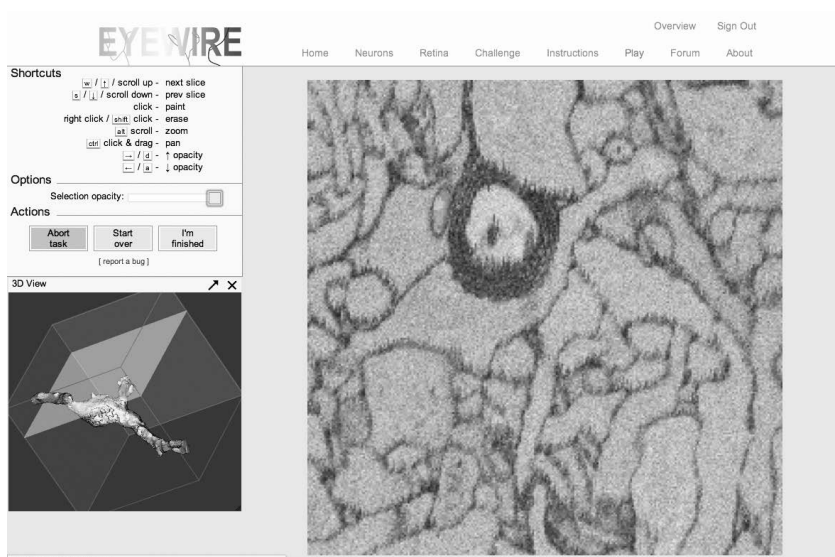 EYEWIRE
Overview Sign Out
Home Neurons Retina Challenge Instructions Play Forum About
Shortcuts
w / ↑ / scroll up - next slice
s / ↓ / scroll down - prev slice
click - paint
right click / shift click - erase
alt scroll - zoom
ctrl click & drag - pan
→ / d - ↑ opacity
← / a - ↓ opacity
Options
Selection opacity:
Actions
Abort task
Start over
I'm finished
[ report a bug ]
3D View